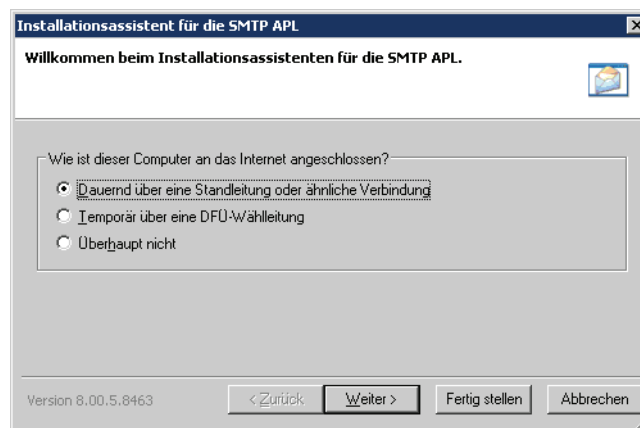 Installationsassistent für die SMTP APL
Willkommen beim Installationsassistenten für die SMTP APL.
Wie ist dieser Computer an das Internet angeschlossen?
Dauernd über eine Standleitung oder ähnliche Verbindung
Temporär über eine DFÜ-Wählleitung
Überhaupt nicht
Version 8.00.5.8463
< Zurück
Weiter >
Fertig stellen
Abbrechen